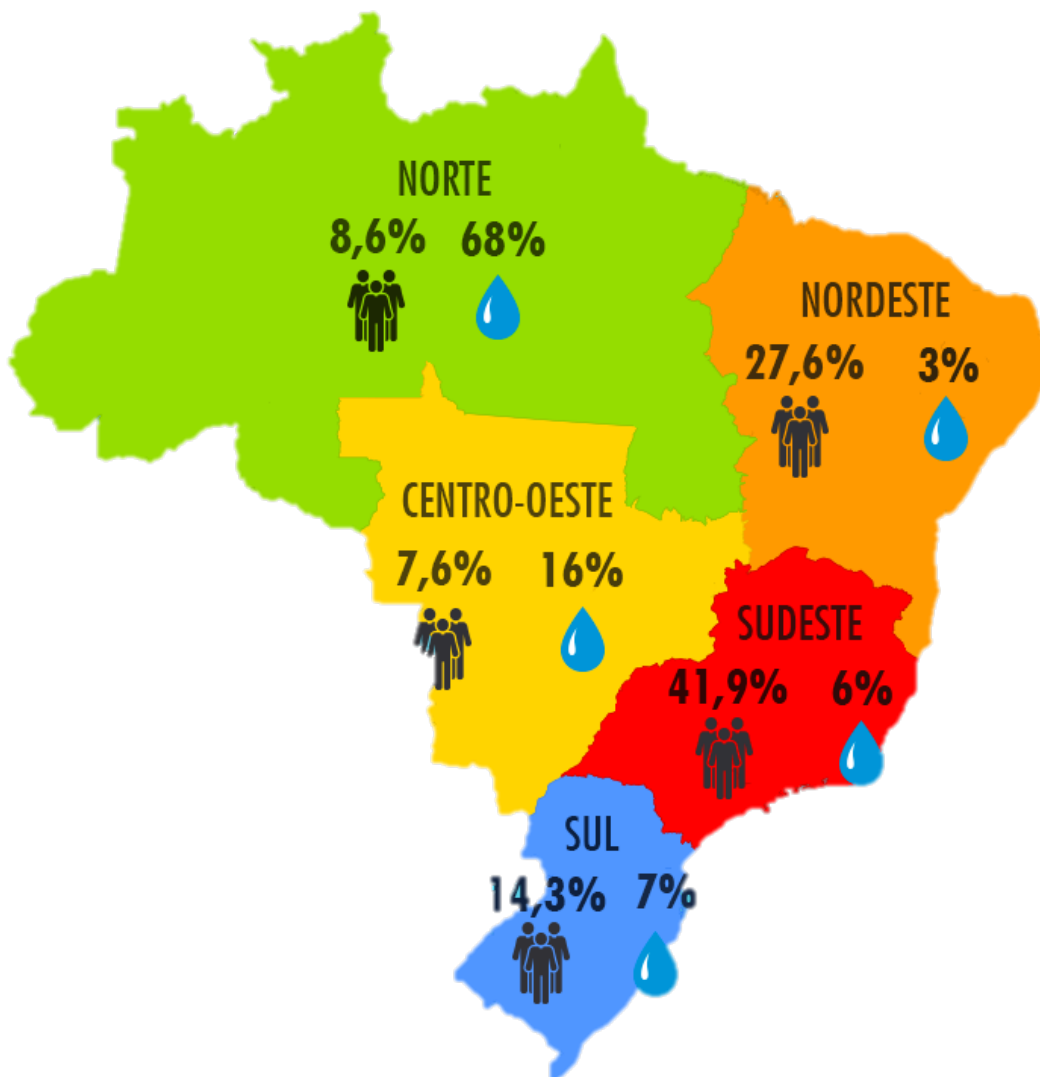 NORTE
8,6% 68%
NORDESTE
27,6% 3%
CENTRO-OESTE
7,6% 16%
SUDESTE
41,9% 6%
SUL
14,3% 7%